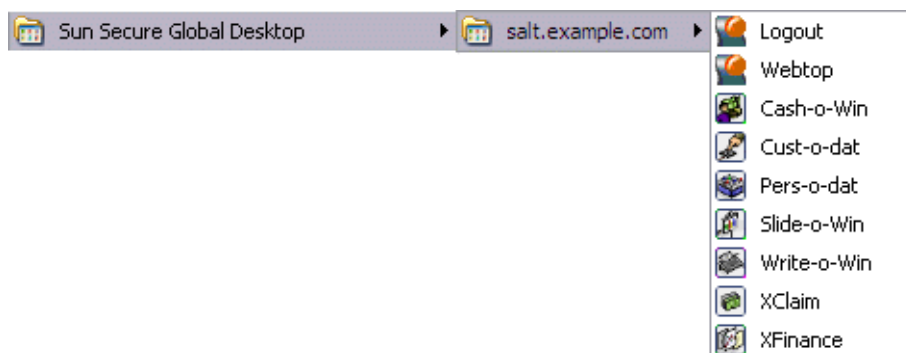 Sun Secure Global Desktop
salt.example.com
Logout
Webtop
Cash-o-Win
Cust-o-dat
Pers-o-dat
Slide-o-Win
Write-o-Win
XClaim
XFinance